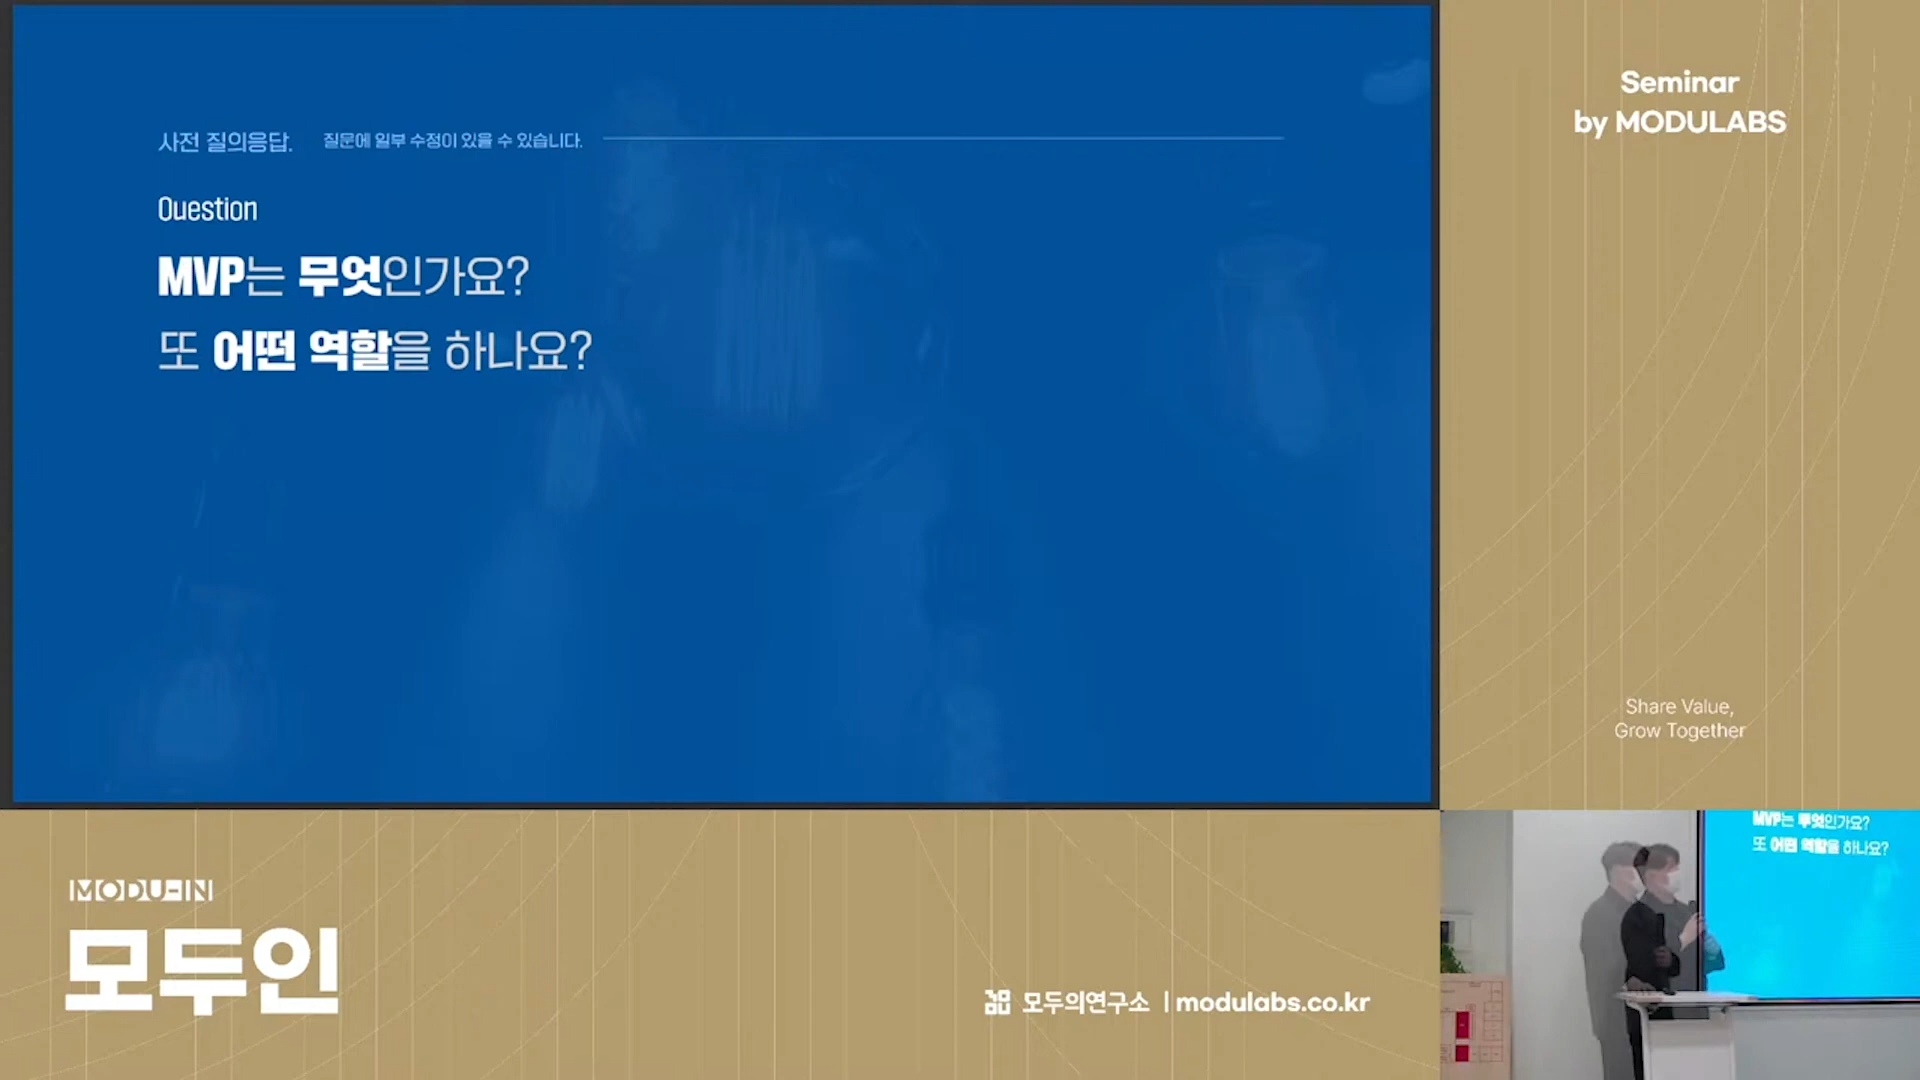 사전 질의응답.
질문에 일부 수정이 있을 수 있습니다.
Question
MVP는 무엇인가요?
또 어떤 역할을 하나요?
Seminar
by MODULABS
Share Value,
Grow Together
MODU-IN
모두인
모두의연구소 | modulabs.co.kr
MVP는 무엇인가요?
또 어떤 역할을 하나요?